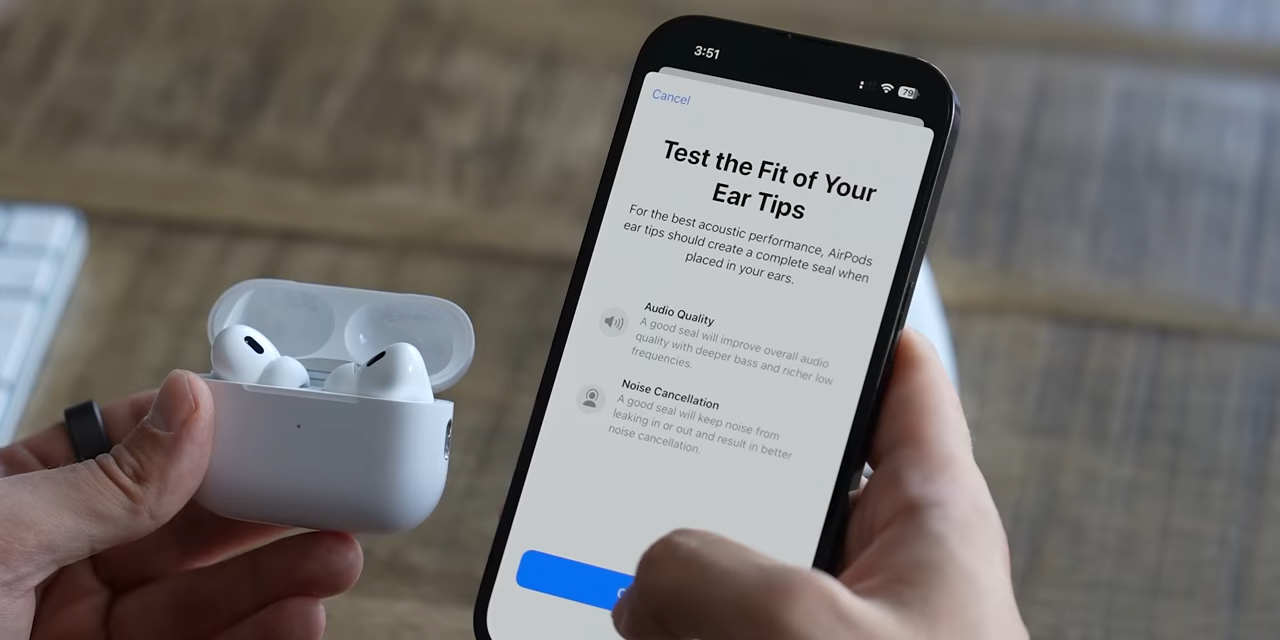 3:51
79
Cancel
Test the Fit of Your
Ear Tips
For the best acoustic performance, AirPods
ear tips should create a complete seal when
placed in your ears.
Audio Quality
A good seal will improve overall audio
quality with deeper bass and richer low
frequencies.
Noise Cancellation
A good seal will keep noise from
leaking in or out and result in better
noise cancellation.